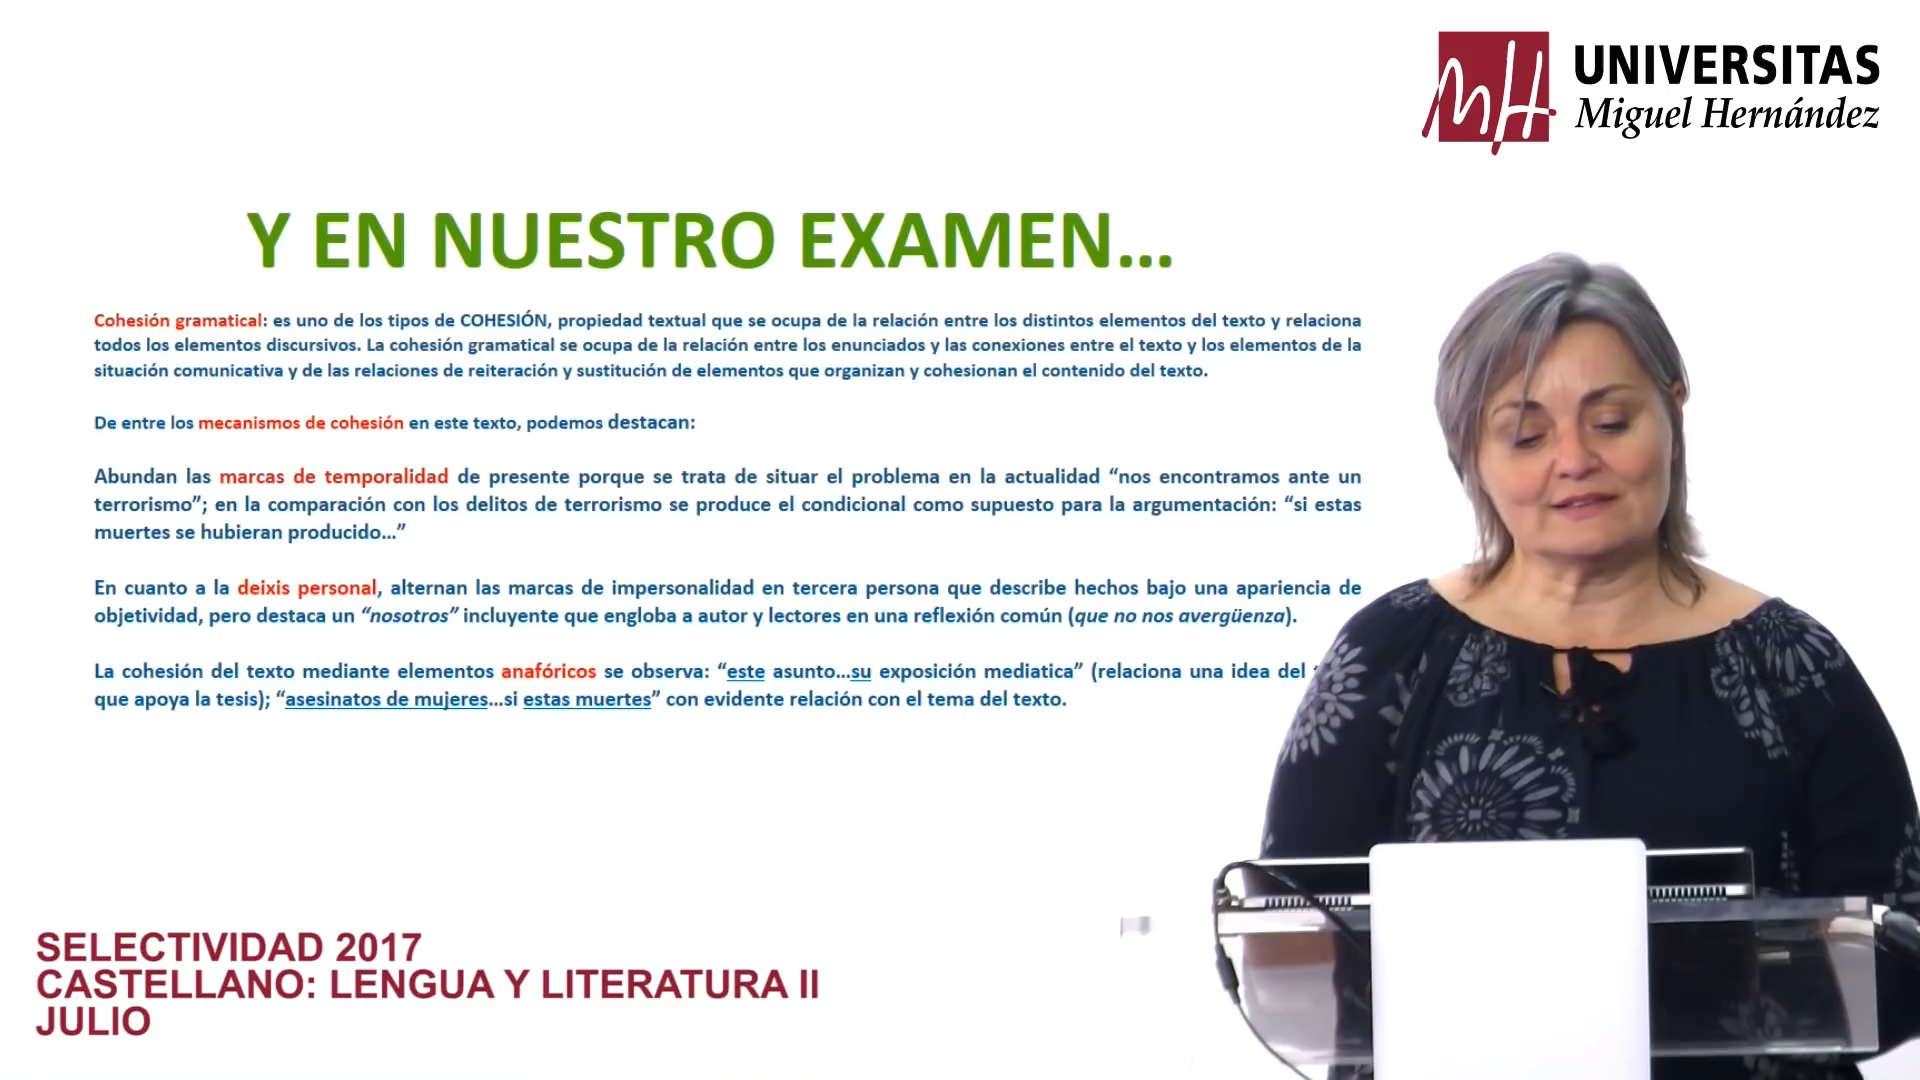 UNIVERSITAS
Miguel Hernández
Y EN NUESTRO EXAMEN...
Cohesión gramatical: es uno de los tipos de COHESIÓN, propiedad textual que se ocupa de la relación entre los distintos elementos del texto y relaciona
todos los elementos discursivos. La cohesión gramatical se ocupa de la relación entre los enunciados y las conexiones entre el texto y los elementos de la
situación comunicativa y de las relaciones de reiteración y sustitución de elementos que organizan y cohesionan el contenido del texto.
De entre los mecanismos de cohesión en este texto, podemos destacan:
Abundan las marcas de temporalidad de presente porque se trata de situar el problema en la actualidad “nos encontramos ante un
terrorismo”; en la comparación con los delitos de terrorismo se produce el condicional como supuesto para la argumentación: “si estas
muertes se hubieran producido...”
En cuanto a la deixis personal, alternan las marcas de impersonalidad en tercera persona que describe hechos bajo una apariencia de
objetividad, pero destaca un “nosotros” incluyente que engloba a autor y lectores en una reflexión común (que no nos avergüenza).
La cohesión del texto mediante elementos anafóricos se observa: “este asunto...su exposición mediatica” (relaciona una idea del
que apoya la tesis); “asesinatos de mujeres...si estas muertes” con evidente relación con el tema del texto.
SELECTIVIDAD 2017
CASTELLANO: LENGUA Y LITERATURA II
JULIO